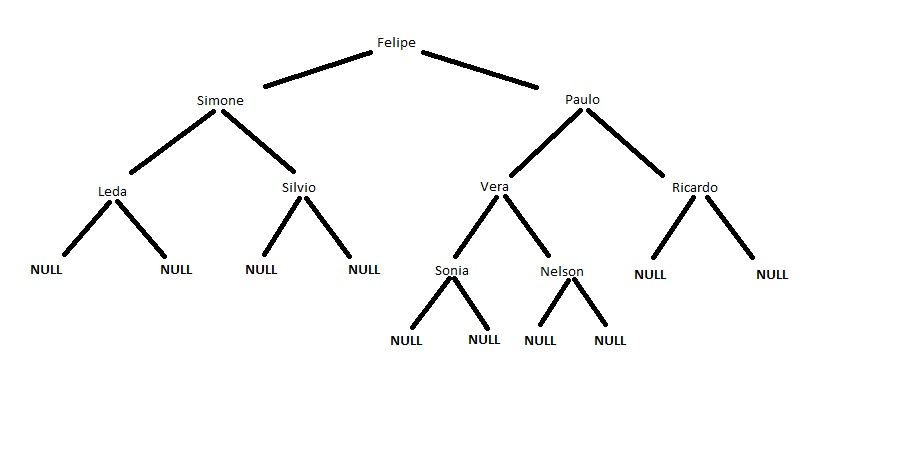 Felipe
Simone Paulo
Leda Silvio Vera Ricardo
NULL NULL NULL NULL Sonia Nelson NULL NULL
NULL NULL NULL NULL